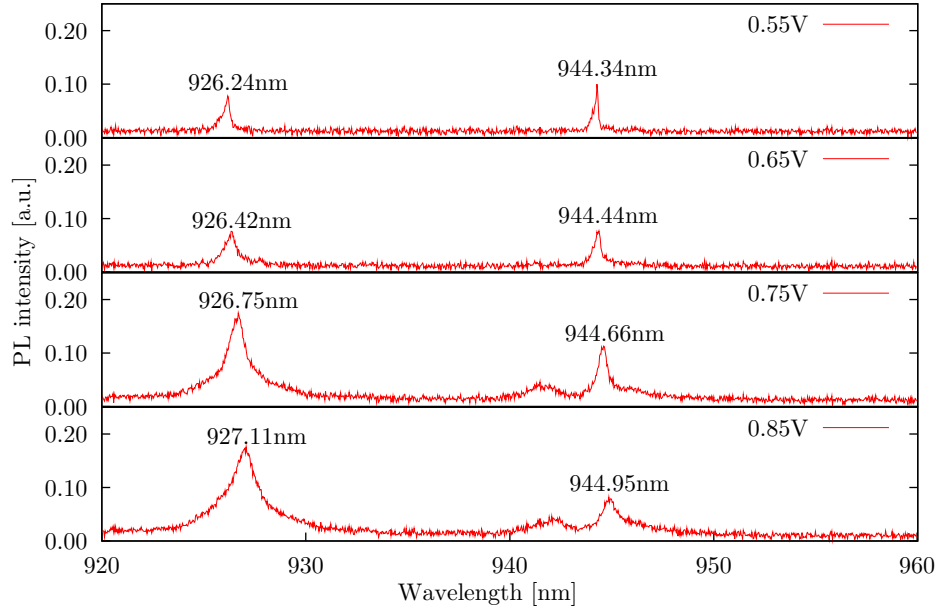 0.20
0.55V
0.10
926.24nm
944.34nm
0.00
0.20
0.65V
0.10
926.42nm
944.44nm
0.00
0.20
926.75nm
0.75V
0.10
944.66nm
0.00
0.20
927.11nm
0.85V
0.10
944.95nm
0.00
920
930
940
950
960
Wavelength [nm]
PL intensity [a.u.]